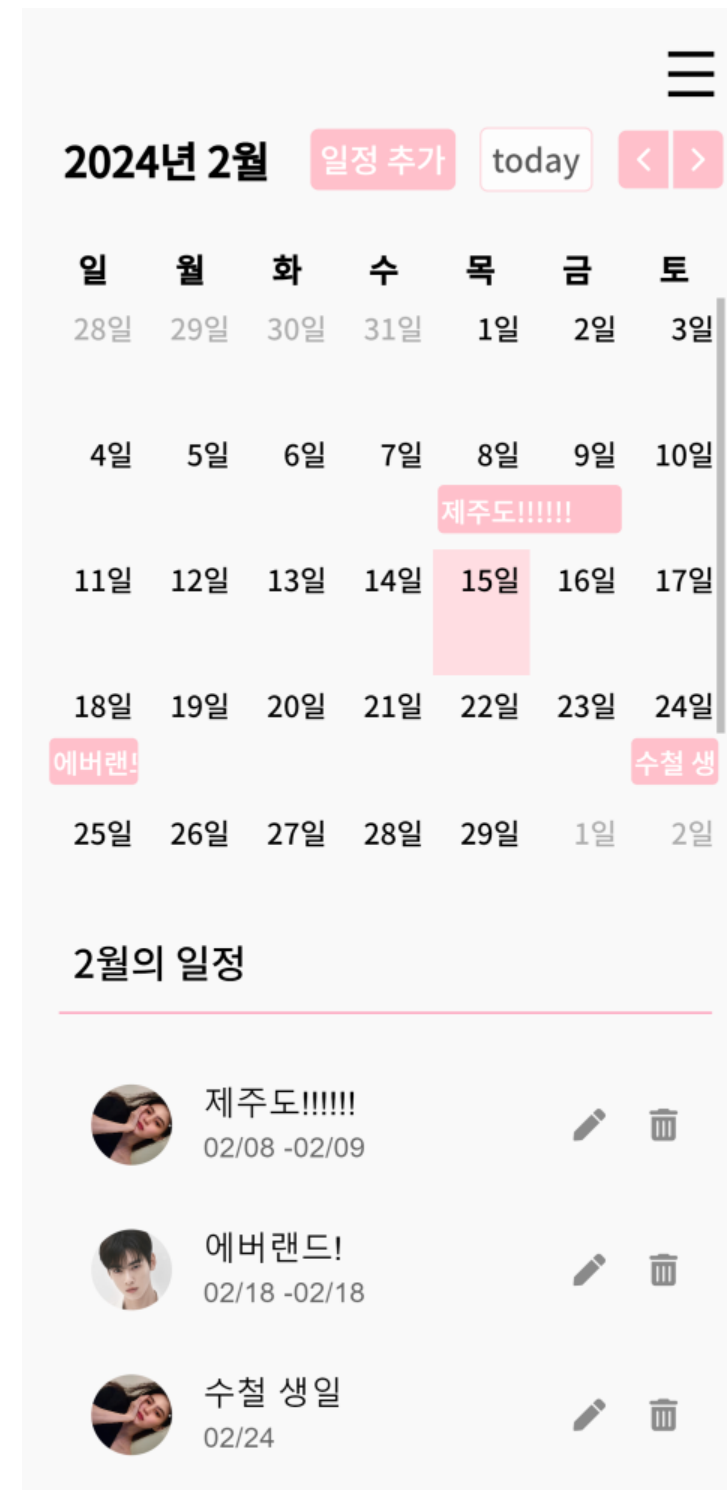 2024년 2월 일정 추가 today
일 월 화 수 목 금 토
28일 29일 30일 31일 1일 2일 3일
4일 5일 6일 7일 8일 9일 10일
제주도!!!!!!
11일 12일 13일 14일 15일 16일 17일
18일 19일 20일 21일 22일 23일 24일
에버랜 수철 생
25일 26일 27일 28일 29일 1일 2일
2월의 일정
제주도!!!!!!
02/08 -02/09
에버랜드!
02/18 -02/18
수철 생일
02/24